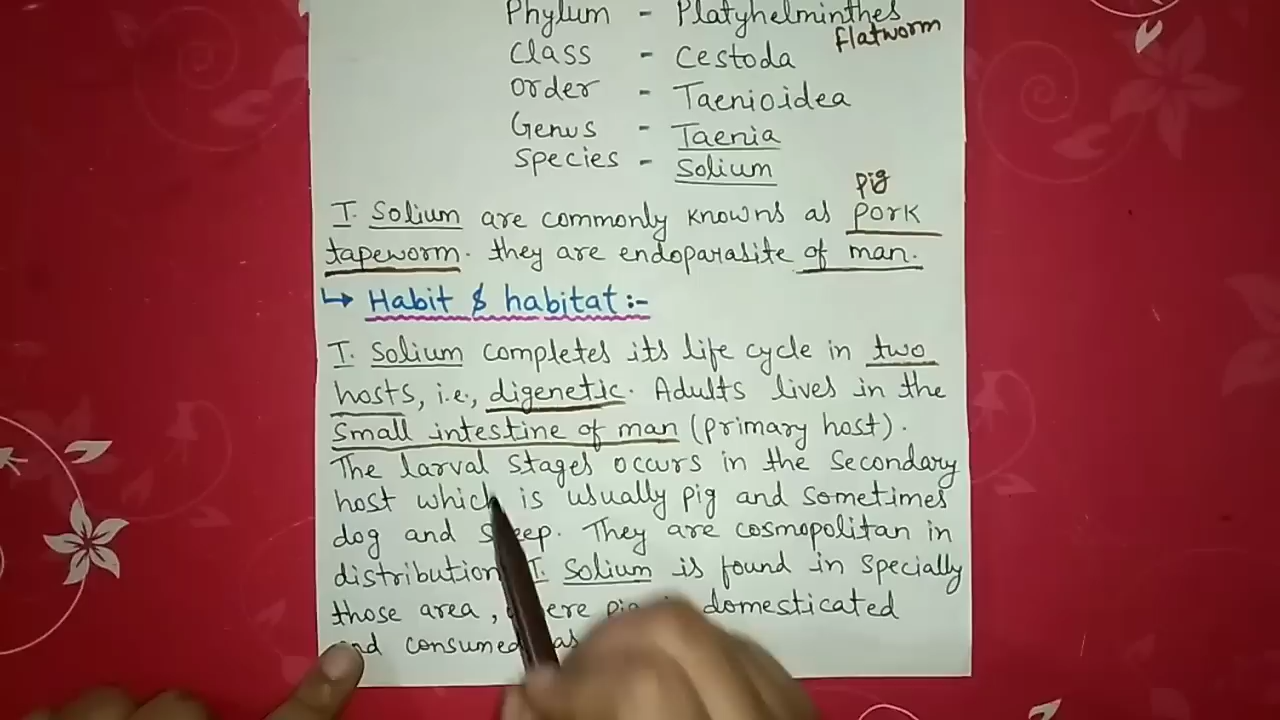 Phylum - Platyhelminthes
flatworm
Class - Cestoda
Order - Taenioidea
Genus - Taenia
Species - Solium
pig
T. Solium are commonly knowns as pork
tapeworm. they are endoparasite of man.
↳ Habit & habitat:-
T. Solium completes its life cycle in two
hosts, i.e., digenetic. Adults lives in the
small intestine of man (primary host).
The larval stages occurs in the secondary
host which is usually pig and sometimes
dog and. They are cosmopolitan in
distribution T. Solium is found in specially
those area, domesticated
and consumed as